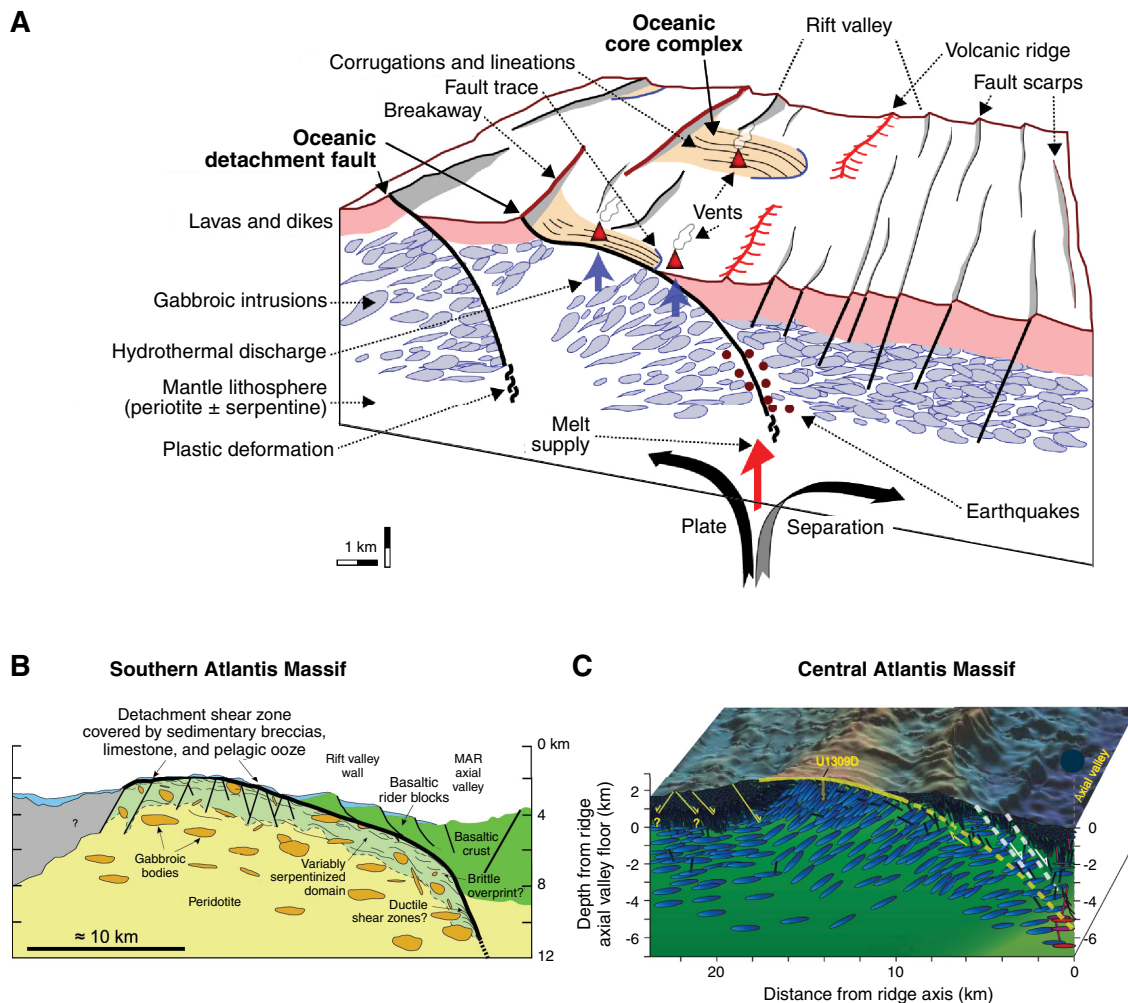 A
Oceanic
core complex
Rift valley
Volcanic ridge
Corrugations and lineations
Fault trace
Fault scarps
Breakaway
Oceanic
detachment fault
Lavas and dikes
Vents
Gabbroic intrusions
Hydrothermal discharge
Mantle lithosphere
(periotite ± serpentine)
Plastic deformation
Melt
supply
Earthquakes
Plate
Separation
1 km
B
Southern Atlantis Massif
Detachment shear zone
covered by sedimentary breccias,
limestone, and pelagic ooze
Rift valley
wall
MAR
axial
valley
0 km
Basaltic
rider blocks
4
?
Basaltic
crust
Gabbroic
bodies
Variably
serpentinized
domain
Brittle
overprint?
8
Peridotite
Ductile
shear zones?
≈ 10 km
12
C
Central Atlantis Massif
U1309D
Axial valley
Depth from ridge
axial valley floor (km)
2
0
-2
-4
-6
?
?
0
-2
-4
-6
20
10
0
Distance from ridge axis (km)